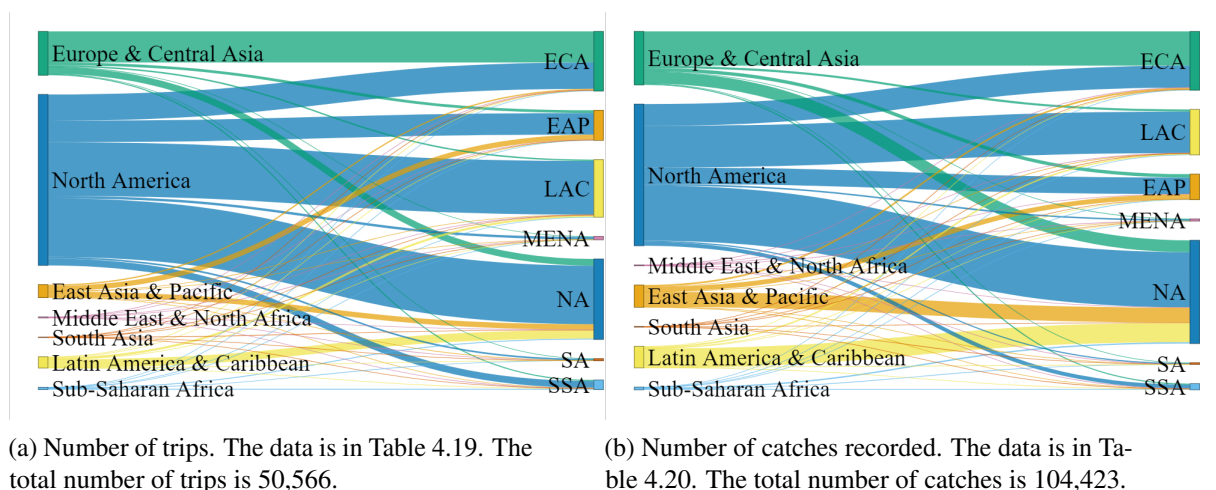 Europe & Central Asia
North America
East Asia & Pacific
Middle East & North Africa
South Asia
Latin America & Caribbean
Sub-Saharan Africa
ECA
EAP
LAC
MENA
NA
SA
SSA
(a) Number of trips. The data is in Table 4.19. The
total number of trips is 50,566.
Europe & Central Asia
North America
Middle East & North Africa
East Asia & Pacific
South Asia
Latin America & Caribbean
Sub-Saharan Africa
ECA
LAC
EAP
MENA
NA
SA
SSA
(b) Number of catches recorded. The data is in Ta-
ble 4.20. The total number of catches is 104,423.